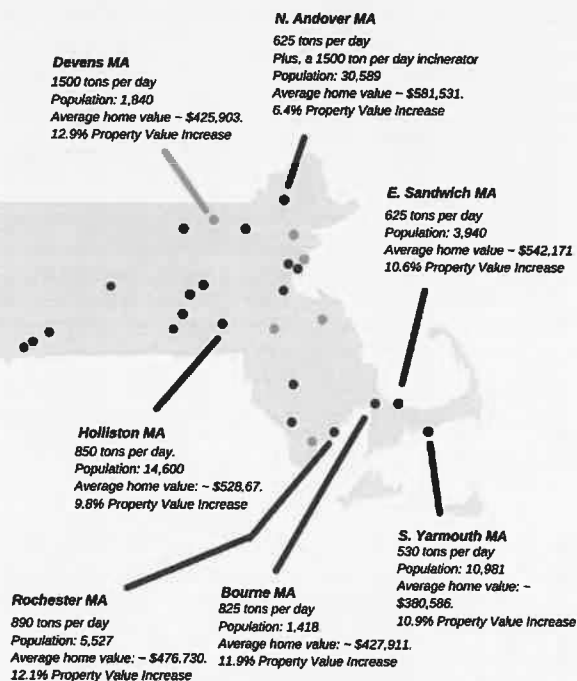 N. Andover MA
625 tons per day
Plus, a 1500 ton per day incinerator
Population: 30,589
Average home value ~ $581,531.
6.4% Property Value Increase
Devens MA
1500 tons per day
Population: 1,840
Average home value ~ $425,903.
12.9% Property Value Increase
E. Sandwich MA
625 tons per day
Population: 3,940
Average home value ~ $542,171
10.6% Property Value Increase
Holliston MA
850 tons per day.
Population: 14,600
Average home value: ~ $528,67.
9.8% Property Value Increase
S. Yarmouth MA
530 tons per day
Population: 10,981
Average home value: ~
$380,586.
10.9% Property Value Increase
Rochester MA
890 tons per day
Population: 5,527
Average home value: ~ $476,730.
12.1% Property Value Increase
Bourne MA
825 tons per day
Population: 1,418
Average home value: ~ $427,911.
11.9% Property Value Increase